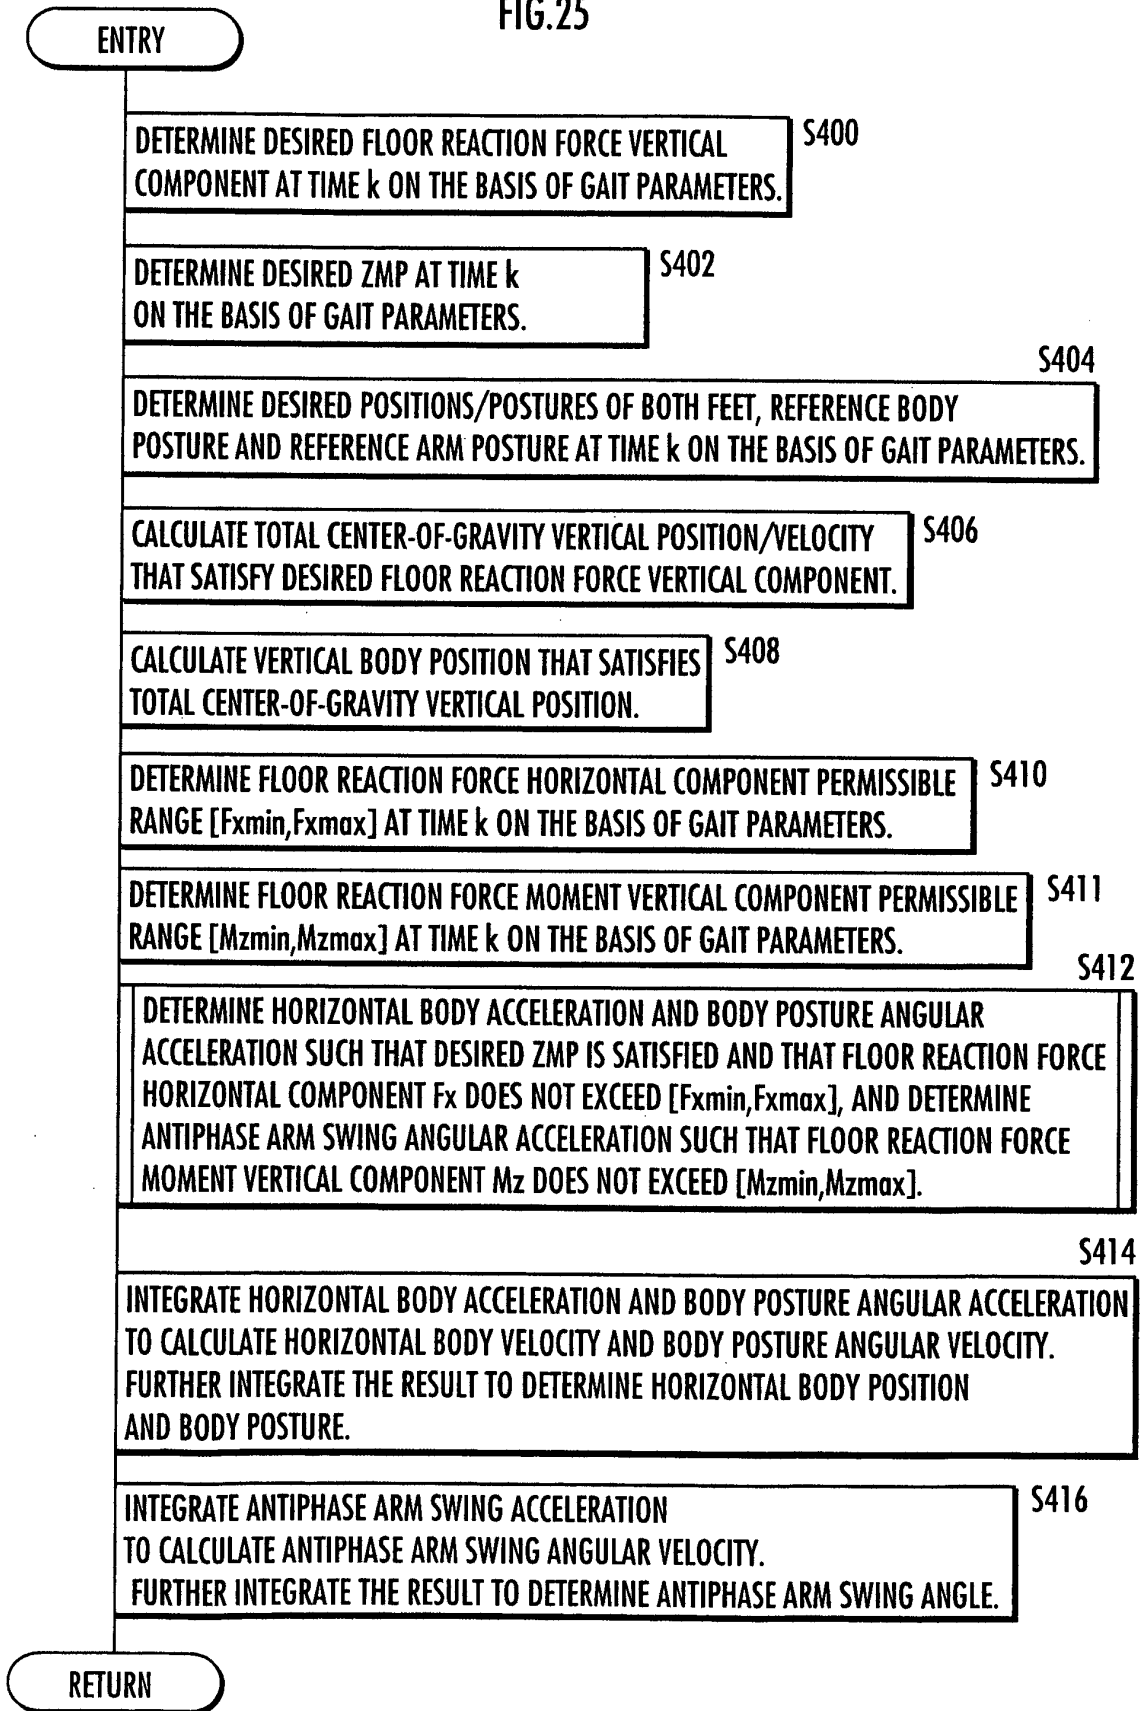 FIG.25
ENTRY
S400
DETERMINE DESIRED FLOOR REACTION FORCE VERTICAL
COMPONENT AT TIME k ON THE BASIS OF GAIT PARAMETERS.
S402
DETERMINE DESIRED ZMP AT TIME k
ON THE BASIS OF GAIT PARAMETERS.
S404
DETERMINE DESIRED POSITIONS/POSTURES OF BOTH FEET, REFERENCE BODY
POSTURE AND REFERENCE ARM POSTURE AT TIME k ON THE BASIS OF GAIT PARAMETERS.
S406
CALCULATE TOTAL CENTER-OF-GRAVITY VERTICAL POSITION/VELOCITY
THAT SATISFY DESIRED FLOOR REACTION FORCE VERTICAL COMPONENT.
S408
CALCULATE VERTICAL BODY POSITION THAT SATISFIES
TOTAL CENTER-OF-GRAVITY VERTICAL POSITION.
S410
DETERMINE FLOOR REACTION FORCE HORIZONTAL COMPONENT PERMISSIBLE
RANGE [Fxmin,Fxmax] AT TIME k ON THE BASIS OF GAIT PARAMETERS.
S411
DETERMINE FLOOR REACTION FORCE MOMENT VERTICAL COMPONENT PERMISSIBLE
RANGE [Mzmin,Mzmax] AT TIME k ON THE BASIS OF GAIT PARAMETERS.
S412
DETERMINE HORIZONTAL BODY ACCELERATION AND BODY POSTURE ANGULAR
ACCELERATION SUCH THAT DESIRED ZMP IS SATISFIED AND THAT FLOOR REACTION FORCE
HORIZONTAL COMPONENT Fx DOES NOT EXCEED [Fxmin,Fxmax], AND DETERMINE
ANTIPHASE ARM SWING ANGULAR ACCELERATION SUCH THAT FLOOR REACTION FORCE
MOMENT VERTICAL COMPONENT Mz DOES NOT EXCEED [Mzmin,Mzmax].
S414
INTEGRATE HORIZONTAL BODY ACCELERATION AND BODY POSTURE ANGULAR ACCELERATION
TO CALCULATE HORIZONTAL BODY VELOCITY AND BODY POSTURE ANGULAR VELOCITY.
FURTHER INTEGRATE THE RESULT TO DETERMINE HORIZONTAL BODY POSITION
AND BODY POSTURE.
S416
INTEGRATE ANTIPHASE ARM SWING ACCELERATION
TO CALCULATE ANTIPHASE ARM SWING ANGULAR VELOCITY.
FURTHER INTEGRATE THE RESULT TO DETERMINE ANTIPHASE ARM SWING ANGLE.
RETURN